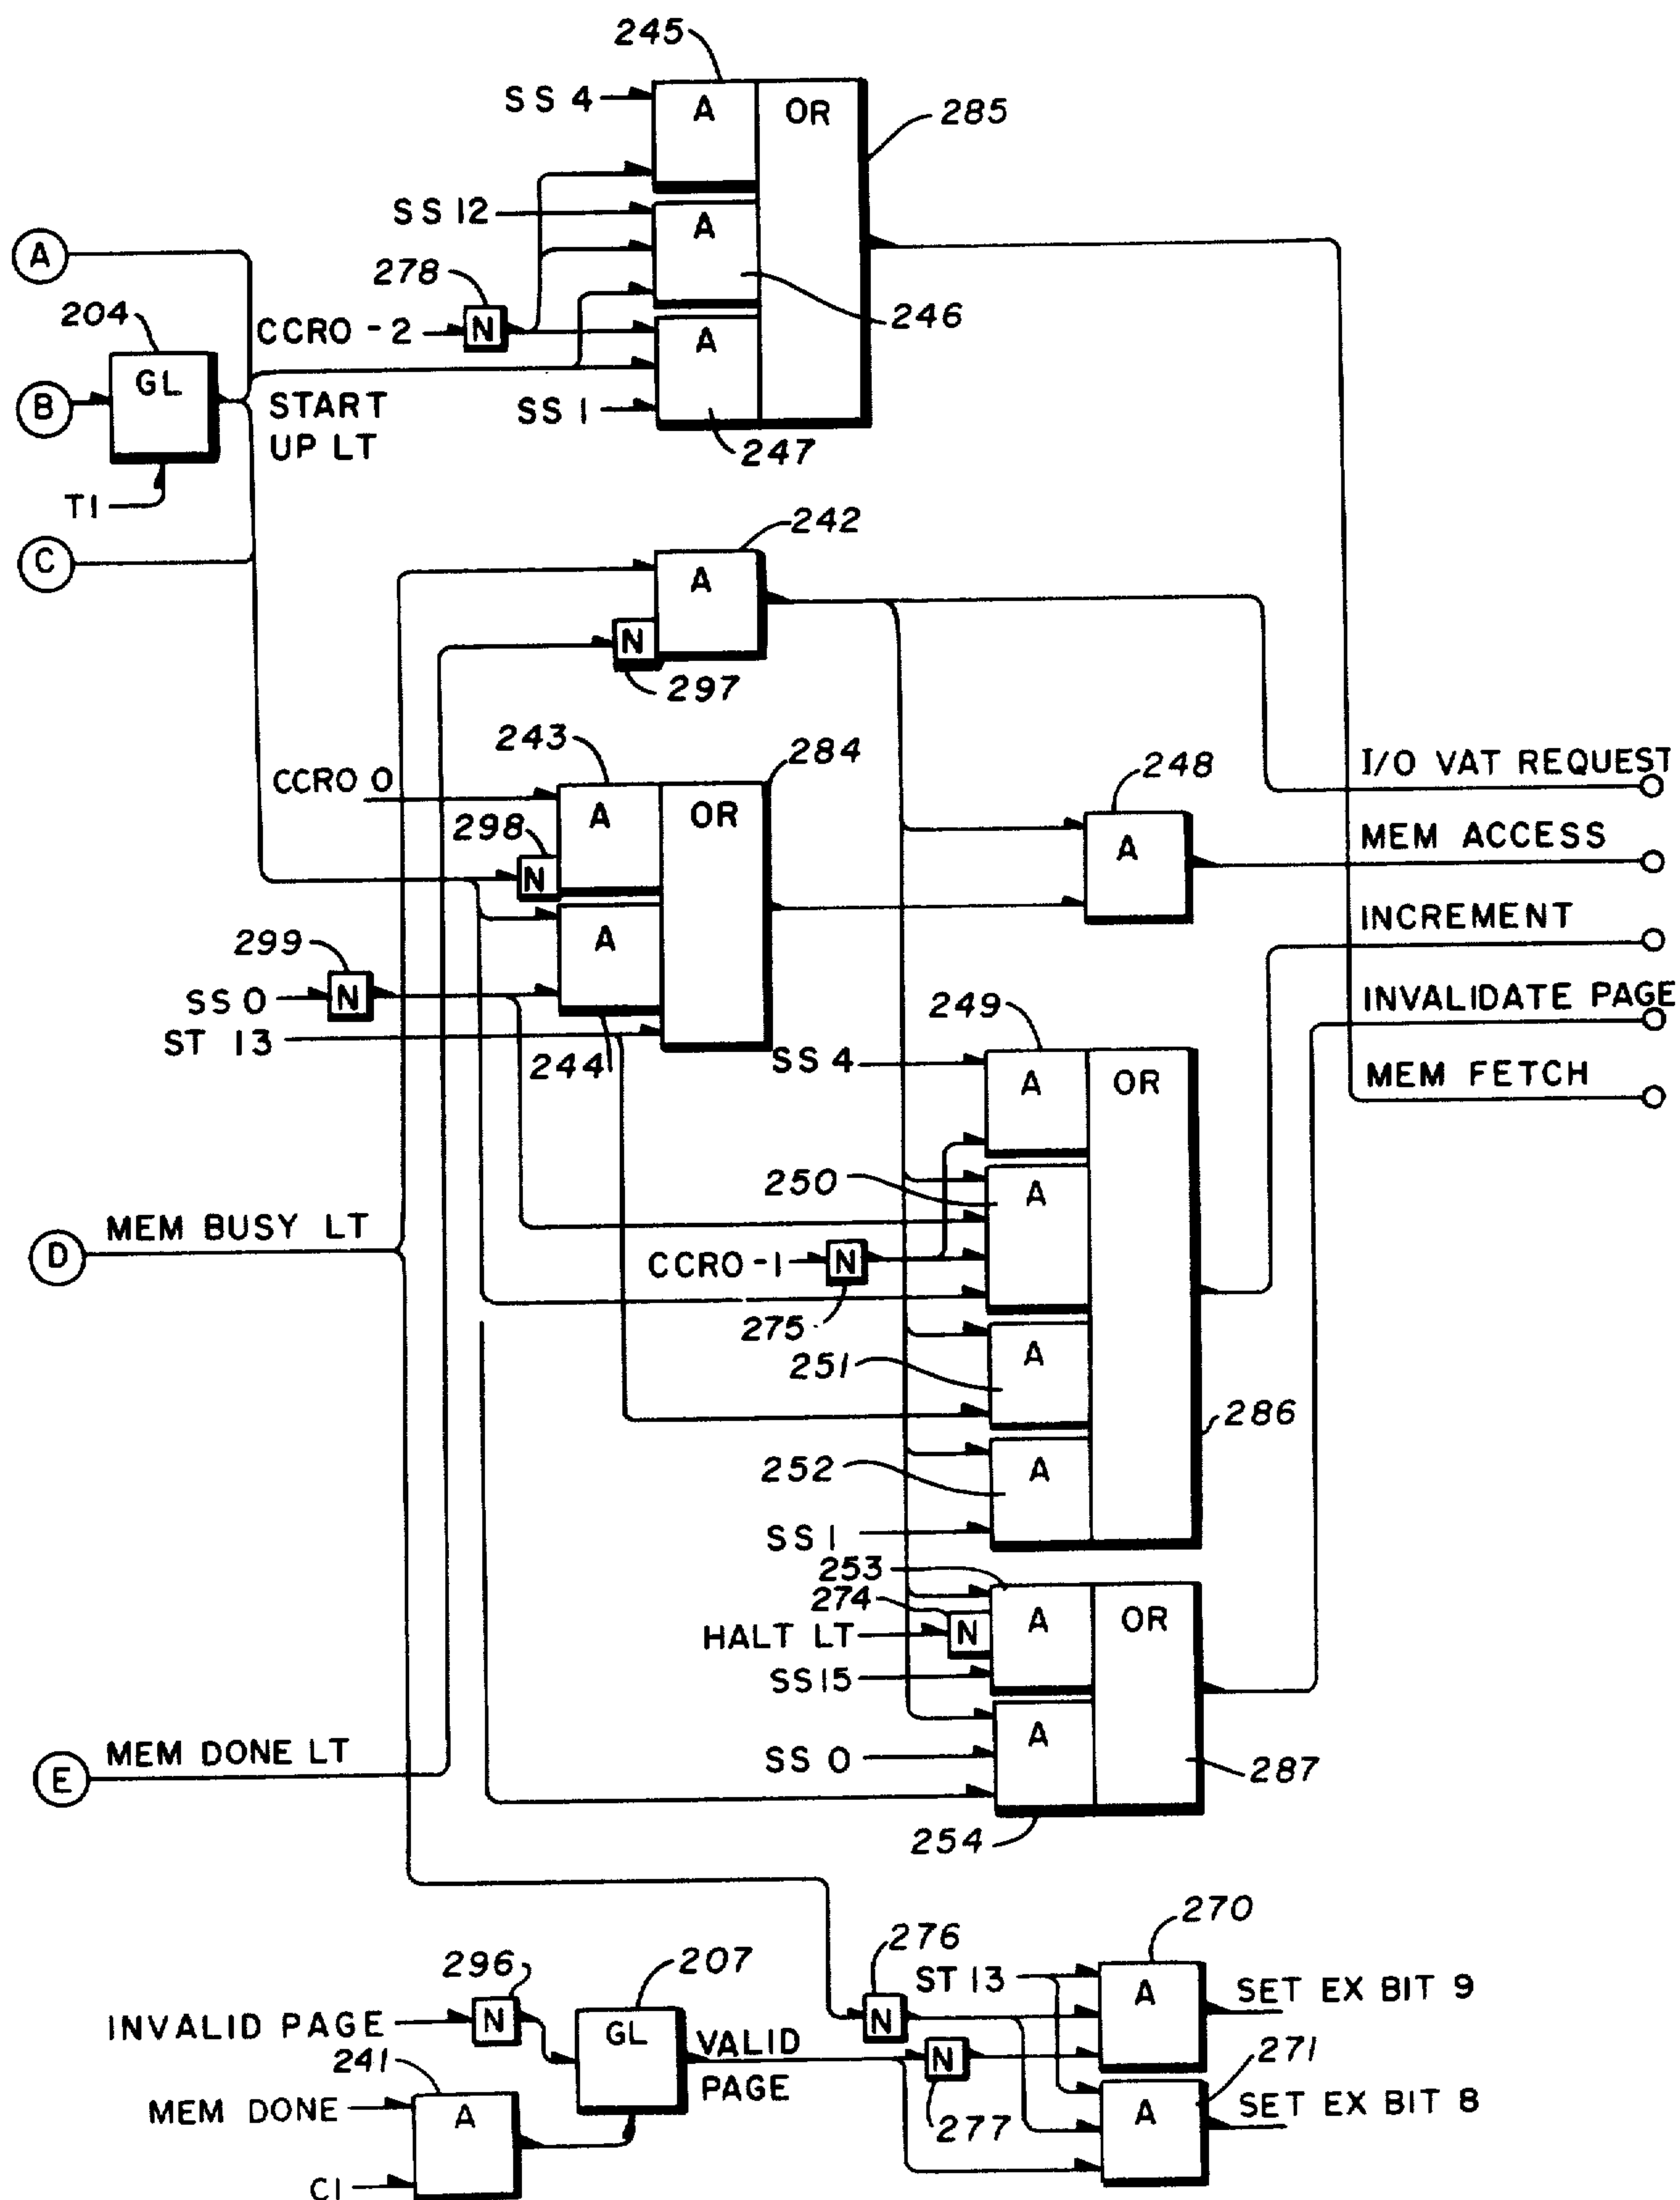 245
SS 4
A
OR
285
SS 12
A
A
278
246
204
CCRO - 2
N
A
GL
B
START
UP LT
SS 1
247
T1
242
C
A
N
297
243
284
I/O VAT REQUEST
CCRO 0
248
A
OR
MEM ACCESS
298
A
N
INCREMENT
299
A
249
INVALIDATE PAGE
SS 0
N
ST 13
244
SS 4
A
OR
MEM FETCH
250
A
MEM BUSY LT
D
CCRO - 1
N
275
251
A
286
252
A
SS 1
253
274
A
OR
HALT LT
N
SS 15
MEM DONE LT
A
SS 0
E
287
254
270
276
296
207
ST 13
A
SET EX BIT 9
INVALID PAGE
N
GL
N
VALID
PAGE
241
N
271
MEM DONE
A
A
SET EX BIT 8
277
C1